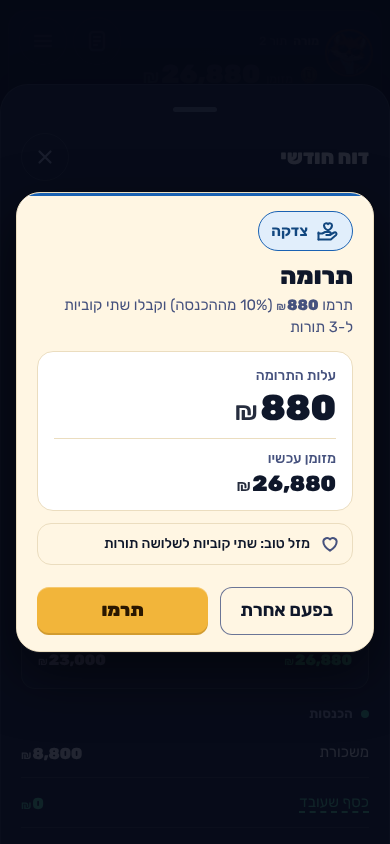 26,880
דוח חודשי
צדקה
תרומה
תרמו 880₪ (10% מההכנסה) וקבלו שתי קוביות
ל-3 תורות
עלות התרומה
880₪
מזומן עכשיו
26,880₪
מזל טוב: שתי קוביות לשלושה תורות
בפעם אחרת
תרמו
26,880₪ 23,000₪
הכנסות
משכורת 8,800₪
כסף שעובד 0₪